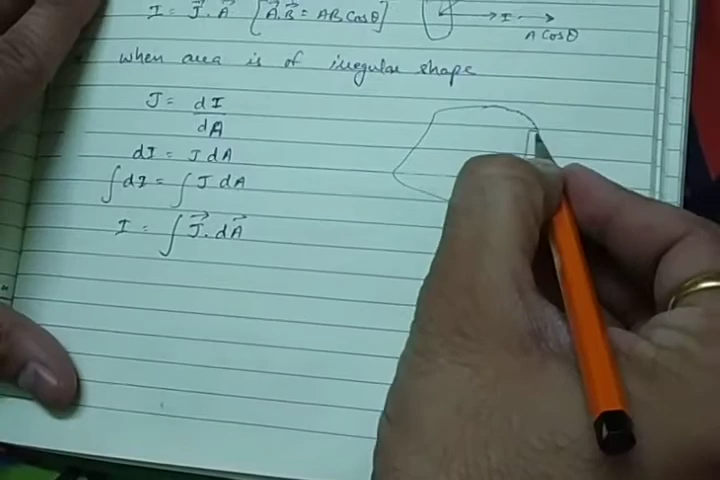 I = J⃗ . A⃗ [A⃗.B⃗ = AB Cosθ]
I
A Cosθ
when area is of irregular shape
J = dI/dA
dI = J dA
∫dI = ∫ J dA
I = ∫ J⃗ . dA⃗